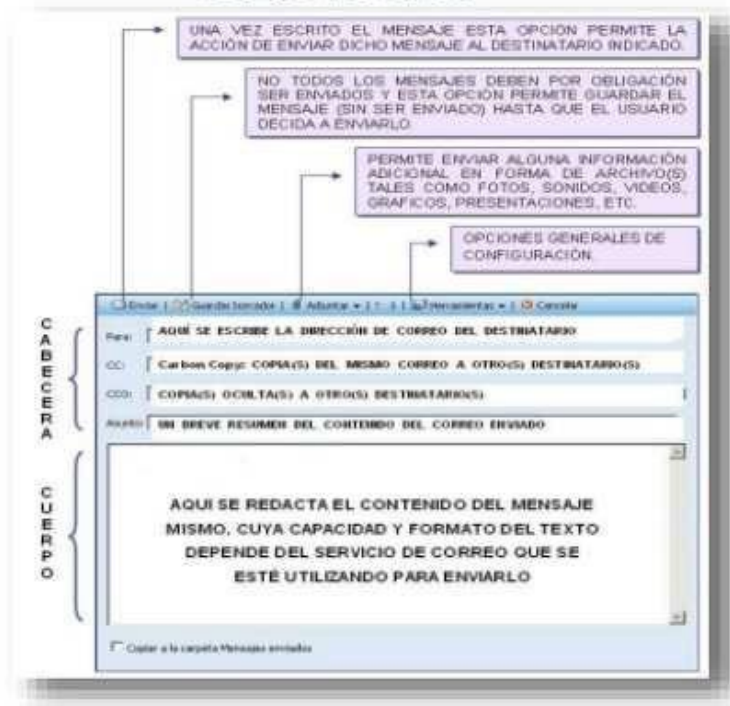 UNA VEZ ESCRITO EL MENSAJE ESTA OPCIÓN PERMITE LA
ACCIÓN DE ENVIAR DICHO MENSAJE AL DESTINATARIO INDICADO.
NO TODOS LOS MENSAJES DEBEN POR OBLIGACIÓN
SER ENVIADOS Y ESTA OPCIÓN PERMITE GUARDAR EL
MENSAJE (SIN SER ENVIADO) HASTA QUE EL USUARIO
DECIDA A ENVIARLO.
PERMITE ENVIAR ALGUNA INFORMACIÓN
ADICIONAL EN FORMA DE ARCHIVO(S)
TALES COMO FOTOS, SONIDOS, VIDEOS,
GRAFICOS, PRESENTACIONES, ETC.
OPCIONES GENERALES DE
CONFIGURACIÓN.
Enviar | Guardar borrador | Adjuntar | Herramientas | Cancelar
CABECERA
Para: AQUÍ SE ESCRIBE LA DIRECCIÓN DE CORREO DEL DESTINATARIO
CC: Carbon Copy: COPIA(S) DEL MISMO CORREO A OTRO(S) DESTINATARIO(S)
CCO: COPIA(S) OCULTA(S) A OTRO(S) DESTINATARIO(S)
Asunto: UN BREVE RESUMEN DEL CONTENIDO DEL CORREO ENVIADO
CUERPO
AQUI SE REDACTA EL CONTENIDO DEL MENSAJE
MISMO, CUYA CAPACIDAD Y FORMATO DEL TEXTO
DEPENDE DEL SERVICIO DE CORREO QUE SE
ESTÉ UTILIZANDO PARA ENVIARLO
Copiar a la carpeta Mensajes enviados